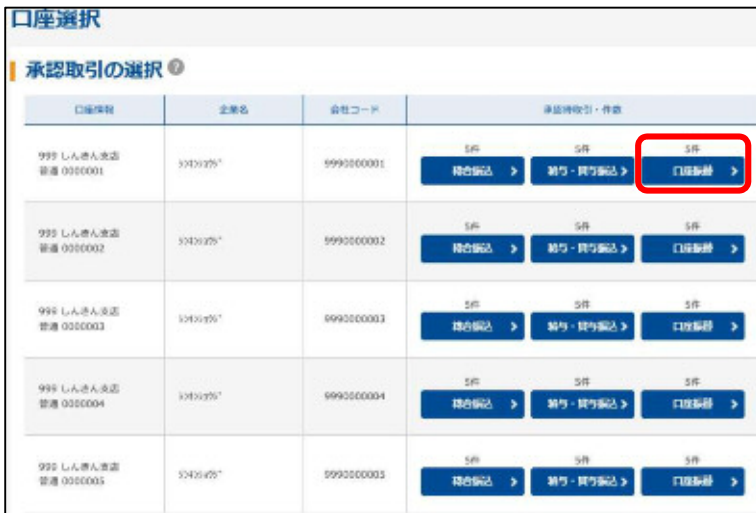 口座選択
承認取引の選択 ?
口座情報 企業名 会社コード 承認待取引・件数
999 しんきん支店
普通 0000001
9990000001
5件 5件 5件
総合振込 給与・賞与振込 口座振替
999 しんきん支店
普通 0000002
9990000002
5件 5件 5件
総合振込 給与・賞与振込 口座振替
999 しんきん支店
普通 0000003
9990000003
5件 5件 5件
総合振込 給与・賞与振込 口座振替
999 しんきん支店
普通 0000004
9990000004
5件 5件 5件
総合振込 給与・賞与振込 口座振替
999 しんきん支店
普通 0000005
9990000005
5件 5件 5件
総合振込 給与・賞与振込 口座振替